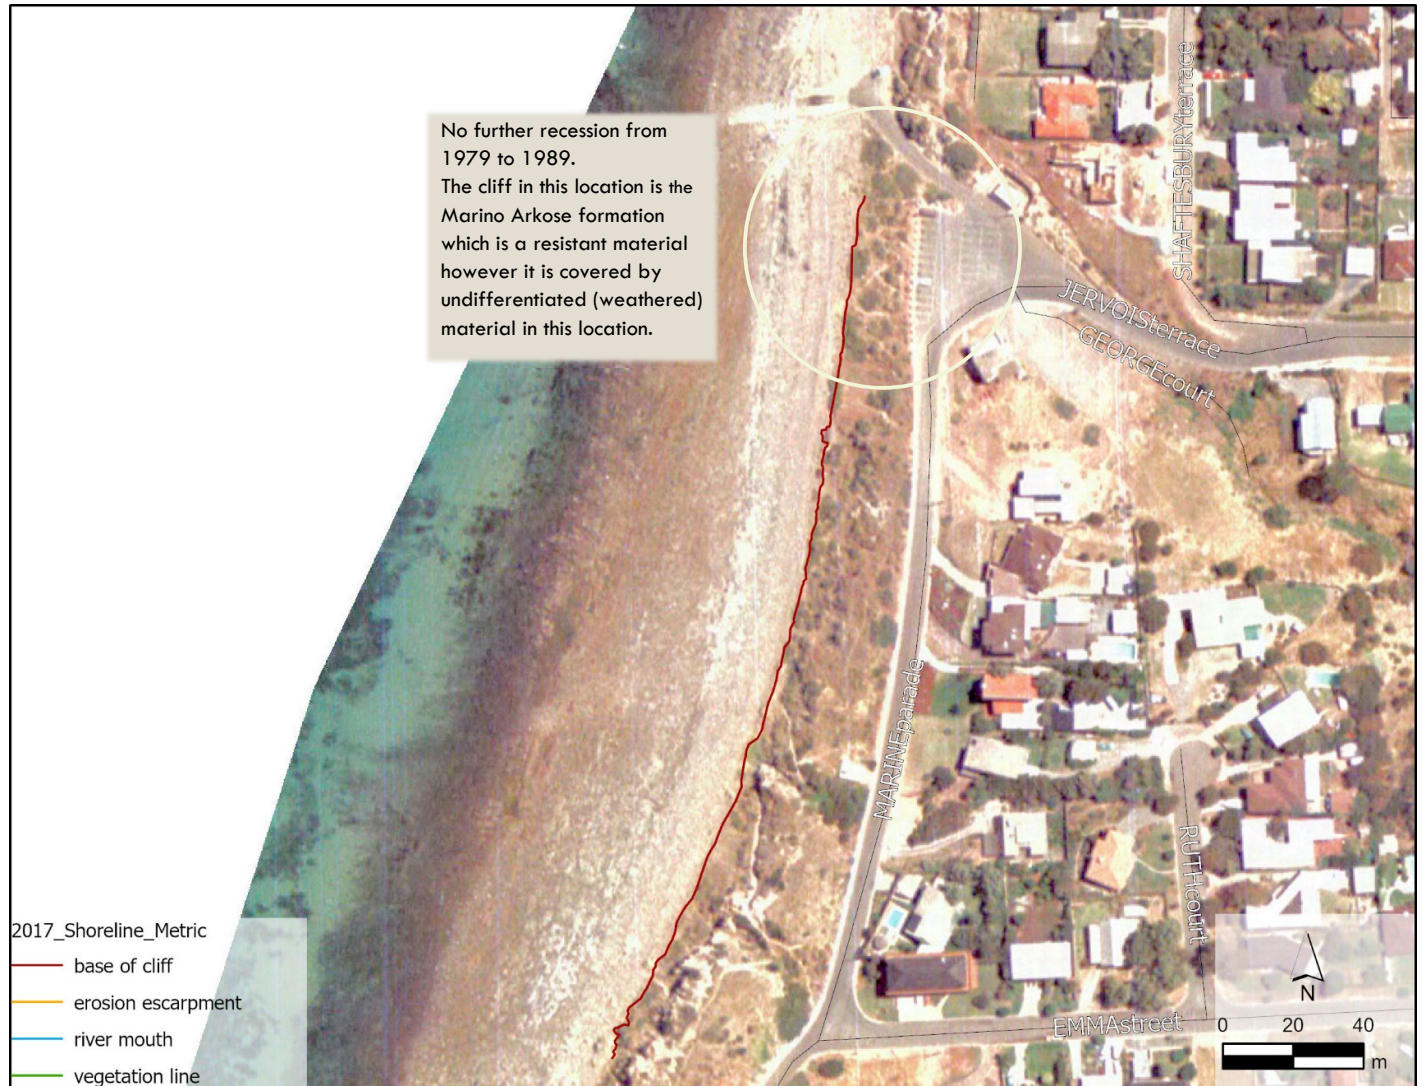 No further recession from
1979 to 1989.
The cliff in this location is the
Marino Arkose formation
which is a resistant material
however it is covered by
undifferentiated (weathered)
material in this location.
SHAFTESBURYterrace
JERVOISterrace
GEORGEcourt
MARINEparade
RUTHcourt
EMMAstreet
2017_Shoreline_Metric
base of cliff
erosion escarpment
river mouth
vegetation line
N
0 20 40
m